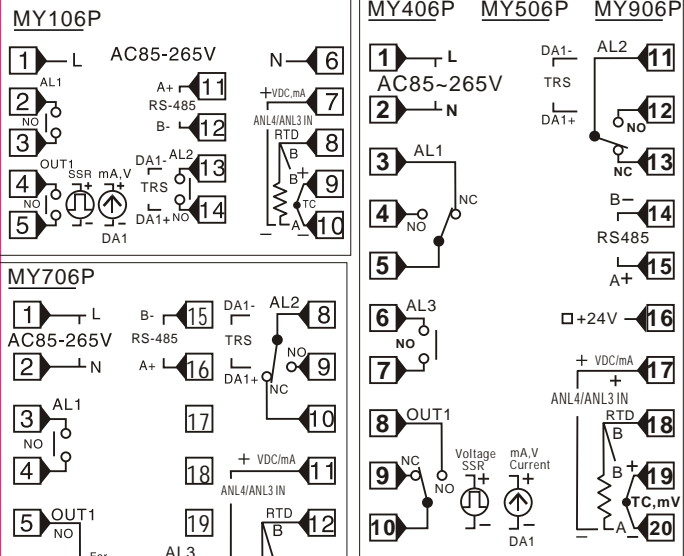 MY106P
1 L AC85-265V N 6
AL1
2 A+ 11 +VDC,mA 7
RS-485
NO ANL4/ANL3 IN
3 B- 12 RTD 8
B
OUT1 SSR mA,V DA1- AL2 13
4 + + TRS B + 9
NO TC
5 - - DA1+ NO 14 - A - 10
DA1
MY706P
1 L B- 15 DA1- AL2 8
AC85-265V RS-485 TRS
2 N A+ 16 DA1+ NO 9
NC
3 AL1 17 10
NO
4 18 + VDC/mA 11
ANL4/ANL3 IN
5 OUT1 19 RTD 12
NO B
AL3
MY406P MY506P MY906P
1 L DA1- AL2 11
AC85~265V TRS
2 N DA1+ 12
NO
3 AL1 13
NC
NC B- 14
4 NO RS485
5 A+ 15
6 AL3 +24V 16
NO
7 + VDC/mA 17
+
ANL4/ANL3 IN
8 OUT1 RTD 18
B
NC Voltage mA,V
SSR Current
9 NO + + B + 19
TC,mV
10 - - - A - 20
DA1